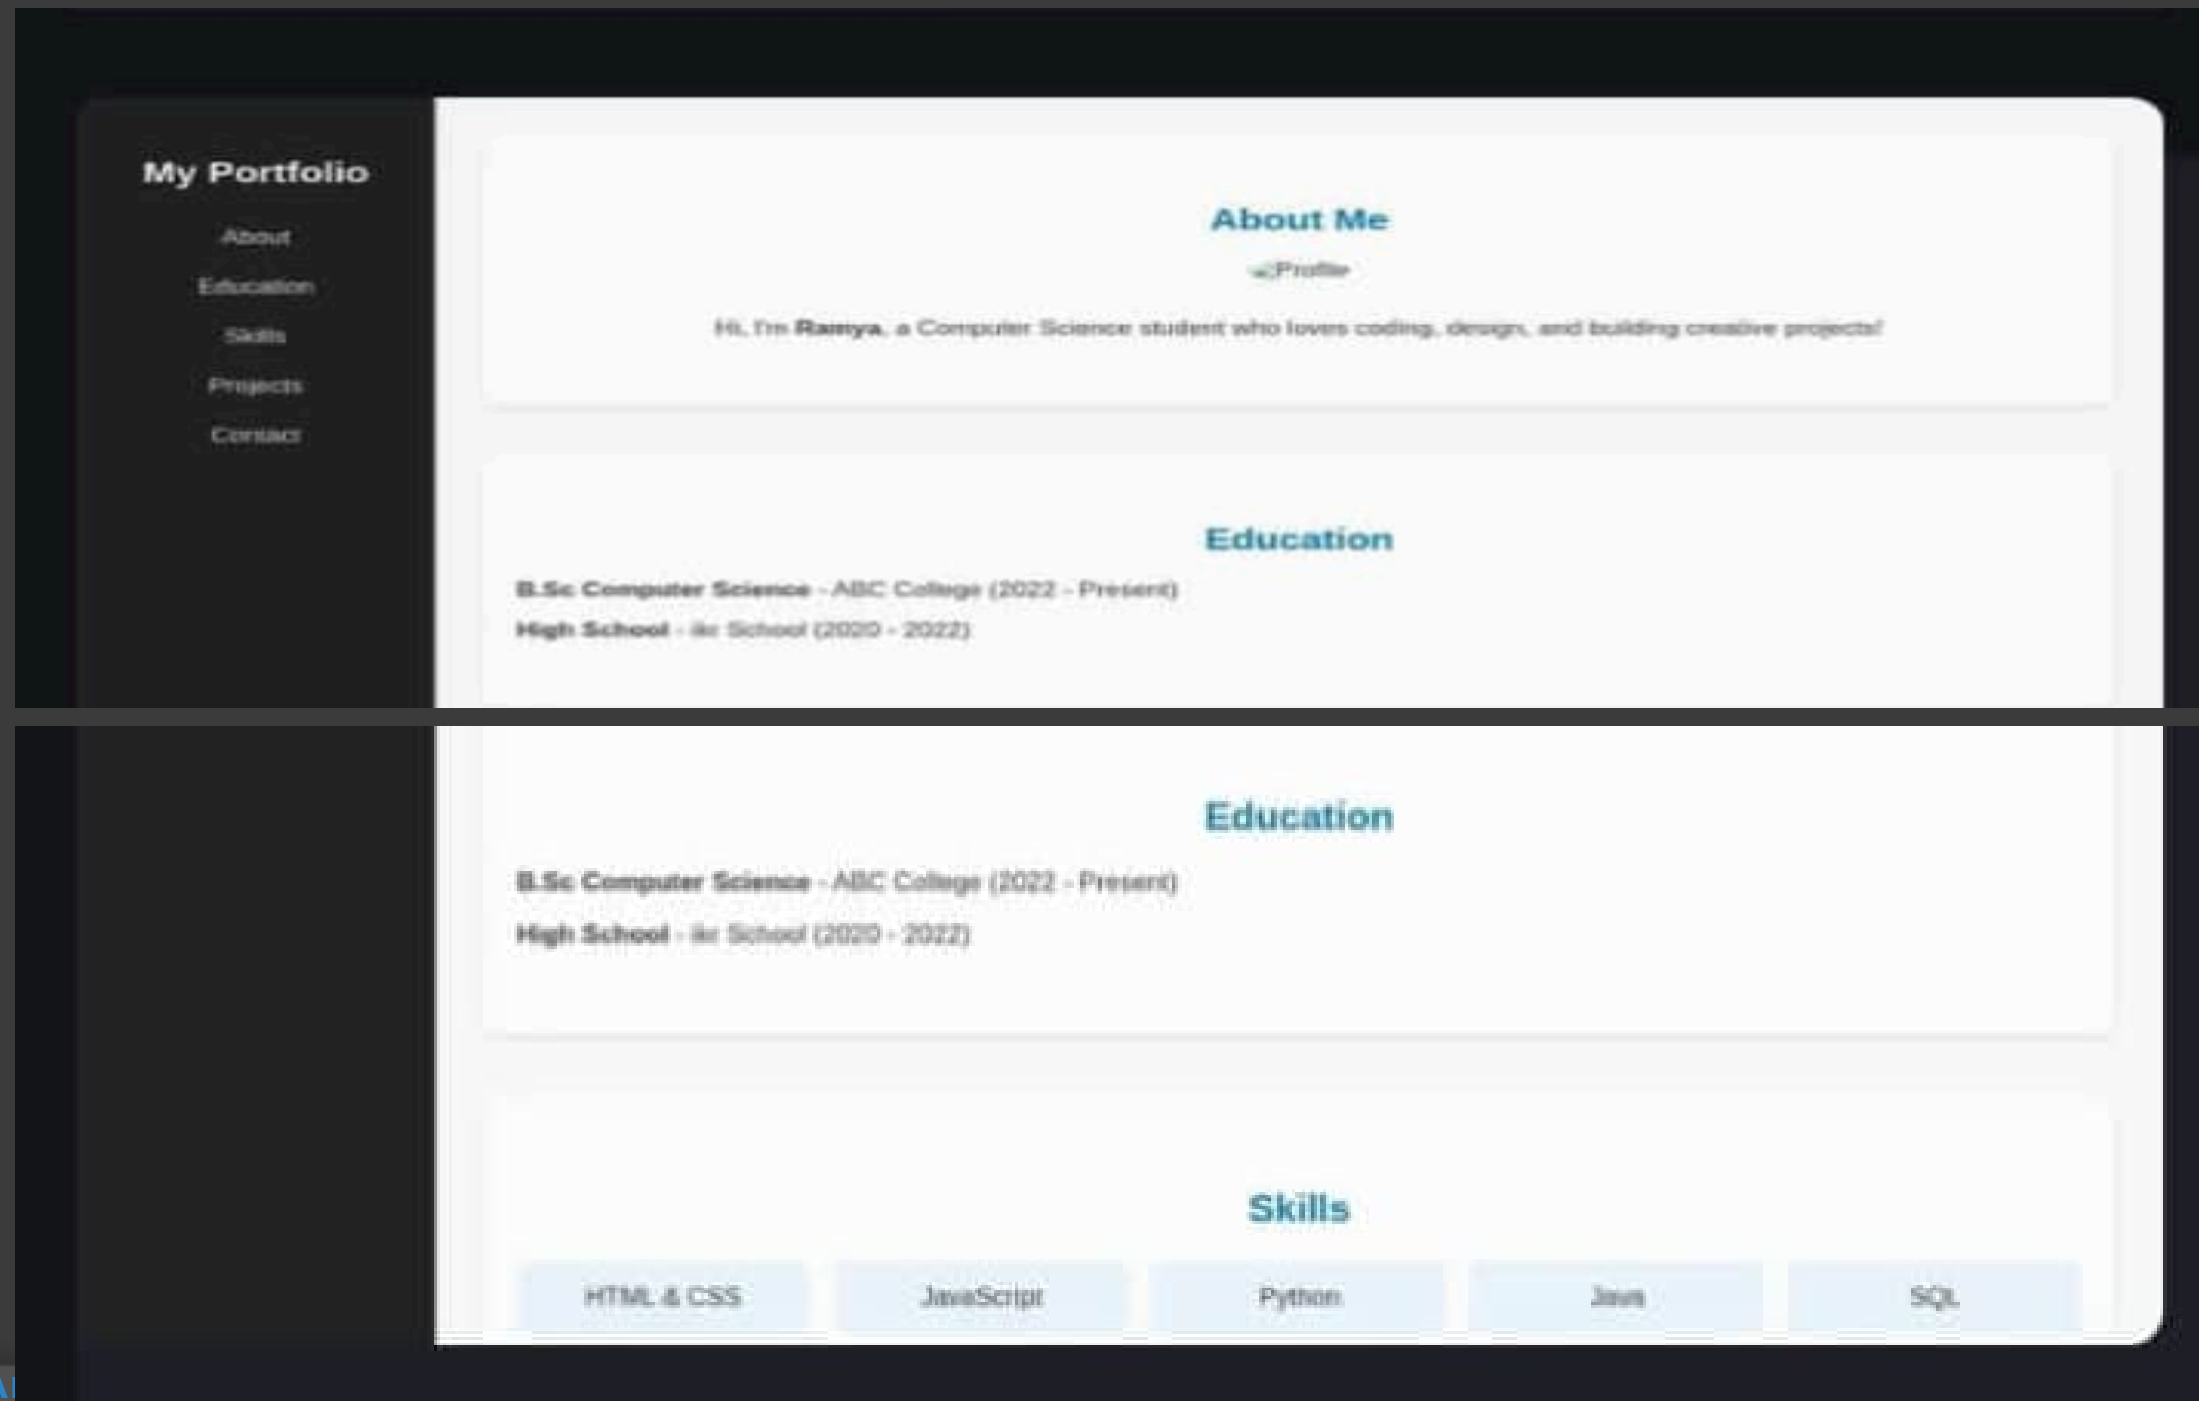 My Portfolio
About
Education
Skills
Projects
Contact
About Me
Profile
Hi, I'm Ramya, a Computer Science student who loves coding, design, and building creative projects!
Education
B.Sc Computer Science - ABC College (2022 - Present)
High School - School (2020 - 2022)
Education
B.Sc Computer Science - ABC College (2022 - Present)
High School - School (2020 - 2022)
Skills
HTML & CSS
JavaScript
Python
Java
SQL